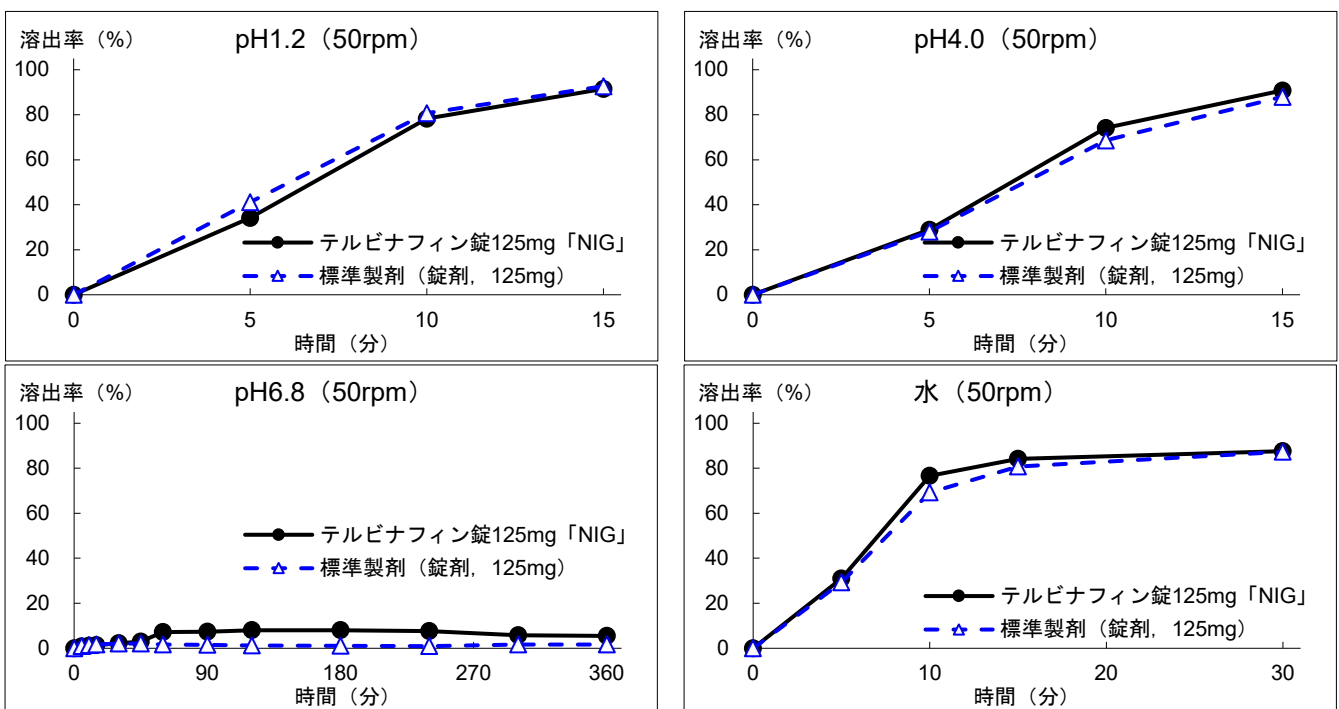 溶出率（%） pH1.2（50rpm）
100
80
60
40
20
0
テルビナフィン錠125mg「NIG」
標準製剤（錠剤，125mg）
0 5 10 15
時間（分）
溶出率（%） pH4.0（50rpm）
100
80
60
40
20
0
テルビナフィン錠125mg「NIG」
標準製剤（錠剤，125mg）
0 5 10 15
時間（分）
溶出率（%） pH6.8（50rpm）
100
80
60
40
20
0
テルビナフィン錠125mg「NIG」
標準製剤（錠剤，125mg）
0 90 180 270 360
時間（分）
溶出率（%） 水（50rpm）
100
80
60
40
20
0
テルビナフィン錠125mg「NIG」
標準製剤（錠剤，125mg）
0 10 20 30
時間（分）